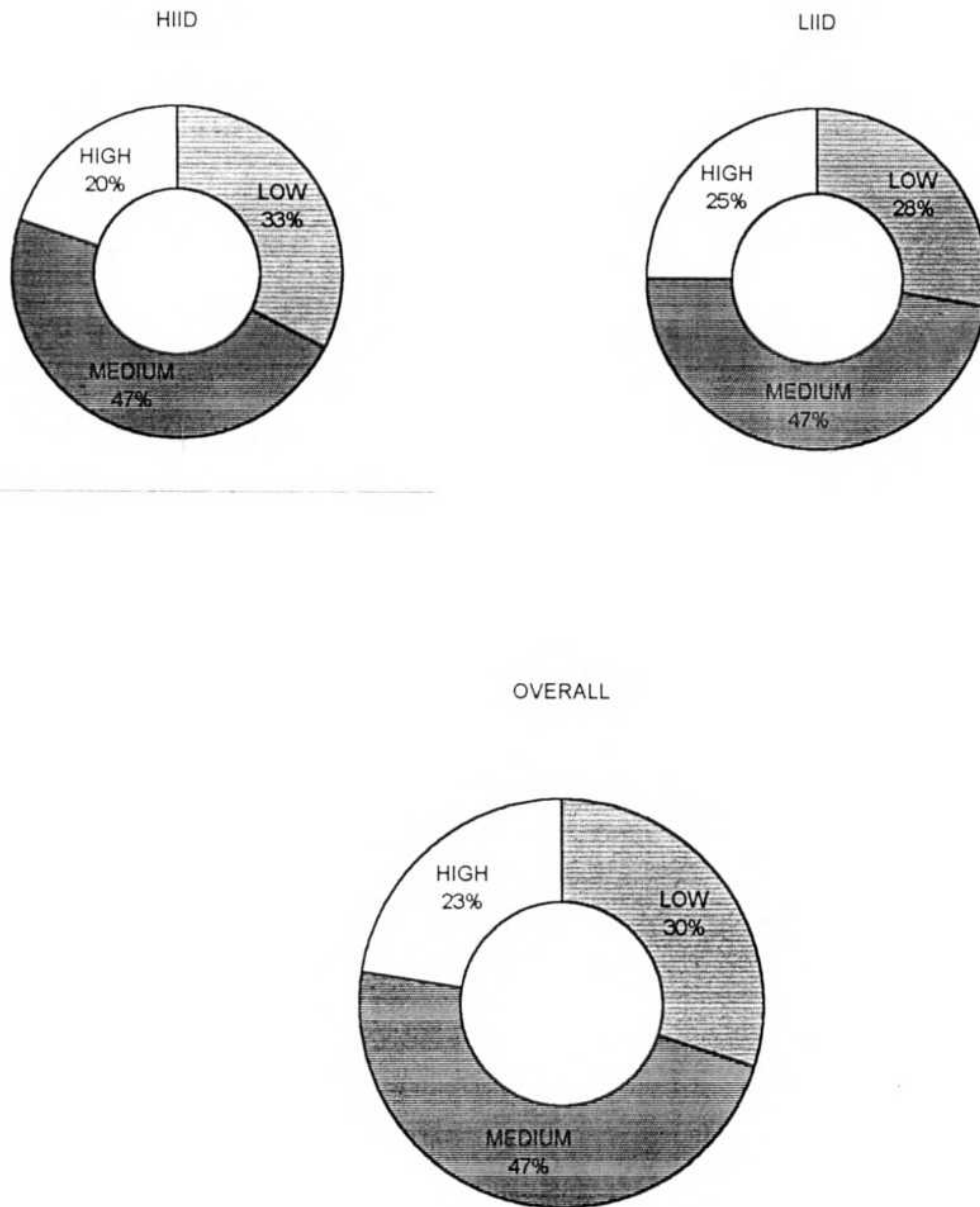 HIID
HIGH
20%
LOW
33%
MEDIUM
47%
LIID
HIGH
25%
LOW
28%
MEDIUM
47%
OVERALL
HIGH
23%
LOW
30%
MEDIUM
47%